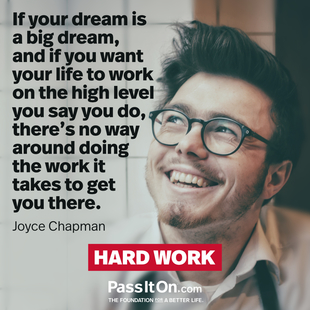 If your dream is
a big dream,
and if you want
your life to work
on the high level
you say you do,
there's no way
around doing
the work it
takes to get
you there.
Joyce Chapman
HARD WORK
PassItOn.com
THE FOUNDATION FOR A BETTER LIFE.